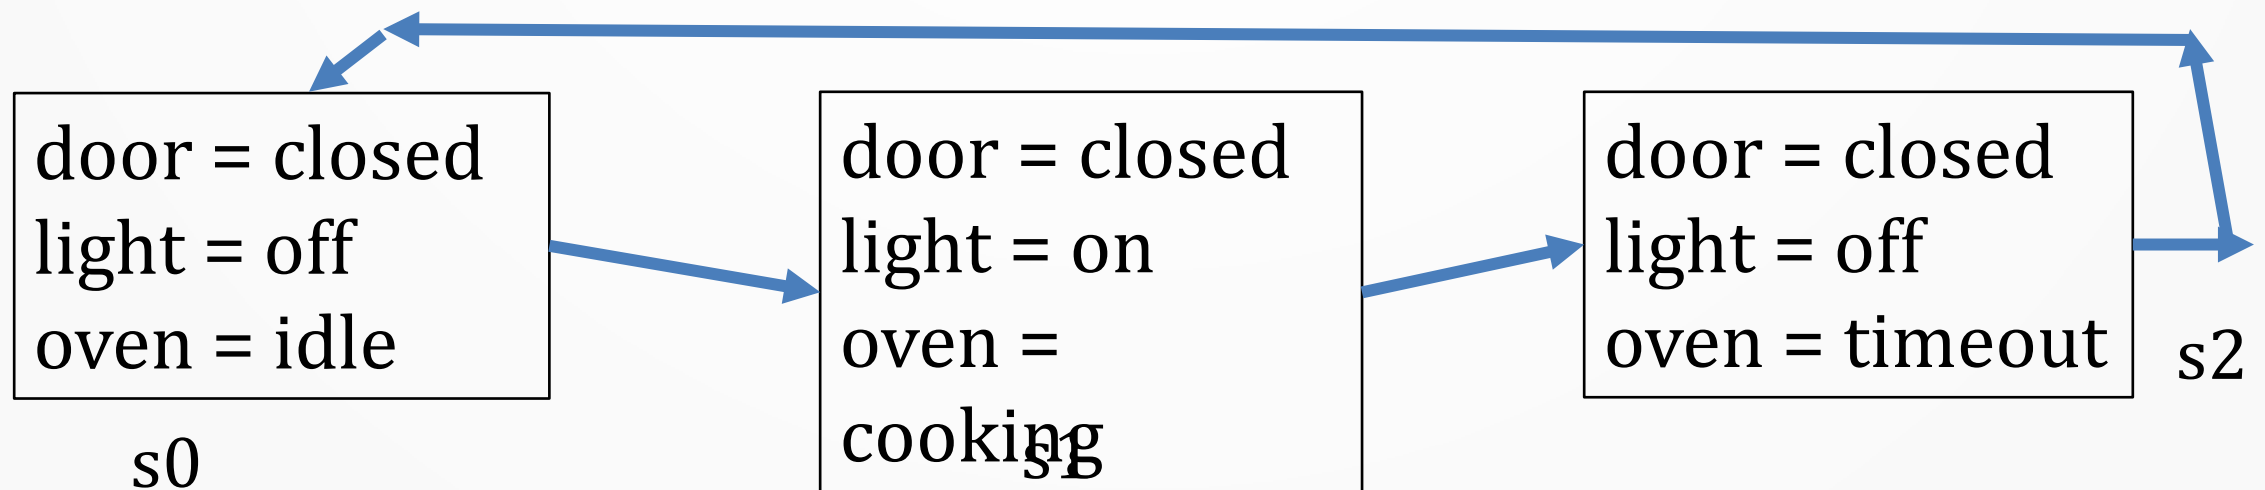 door = closed
light = off
oven = idle
s0
door = closed
light = on
oven =
cooking
s1
door = closed
light = off
oven = timeout
s2